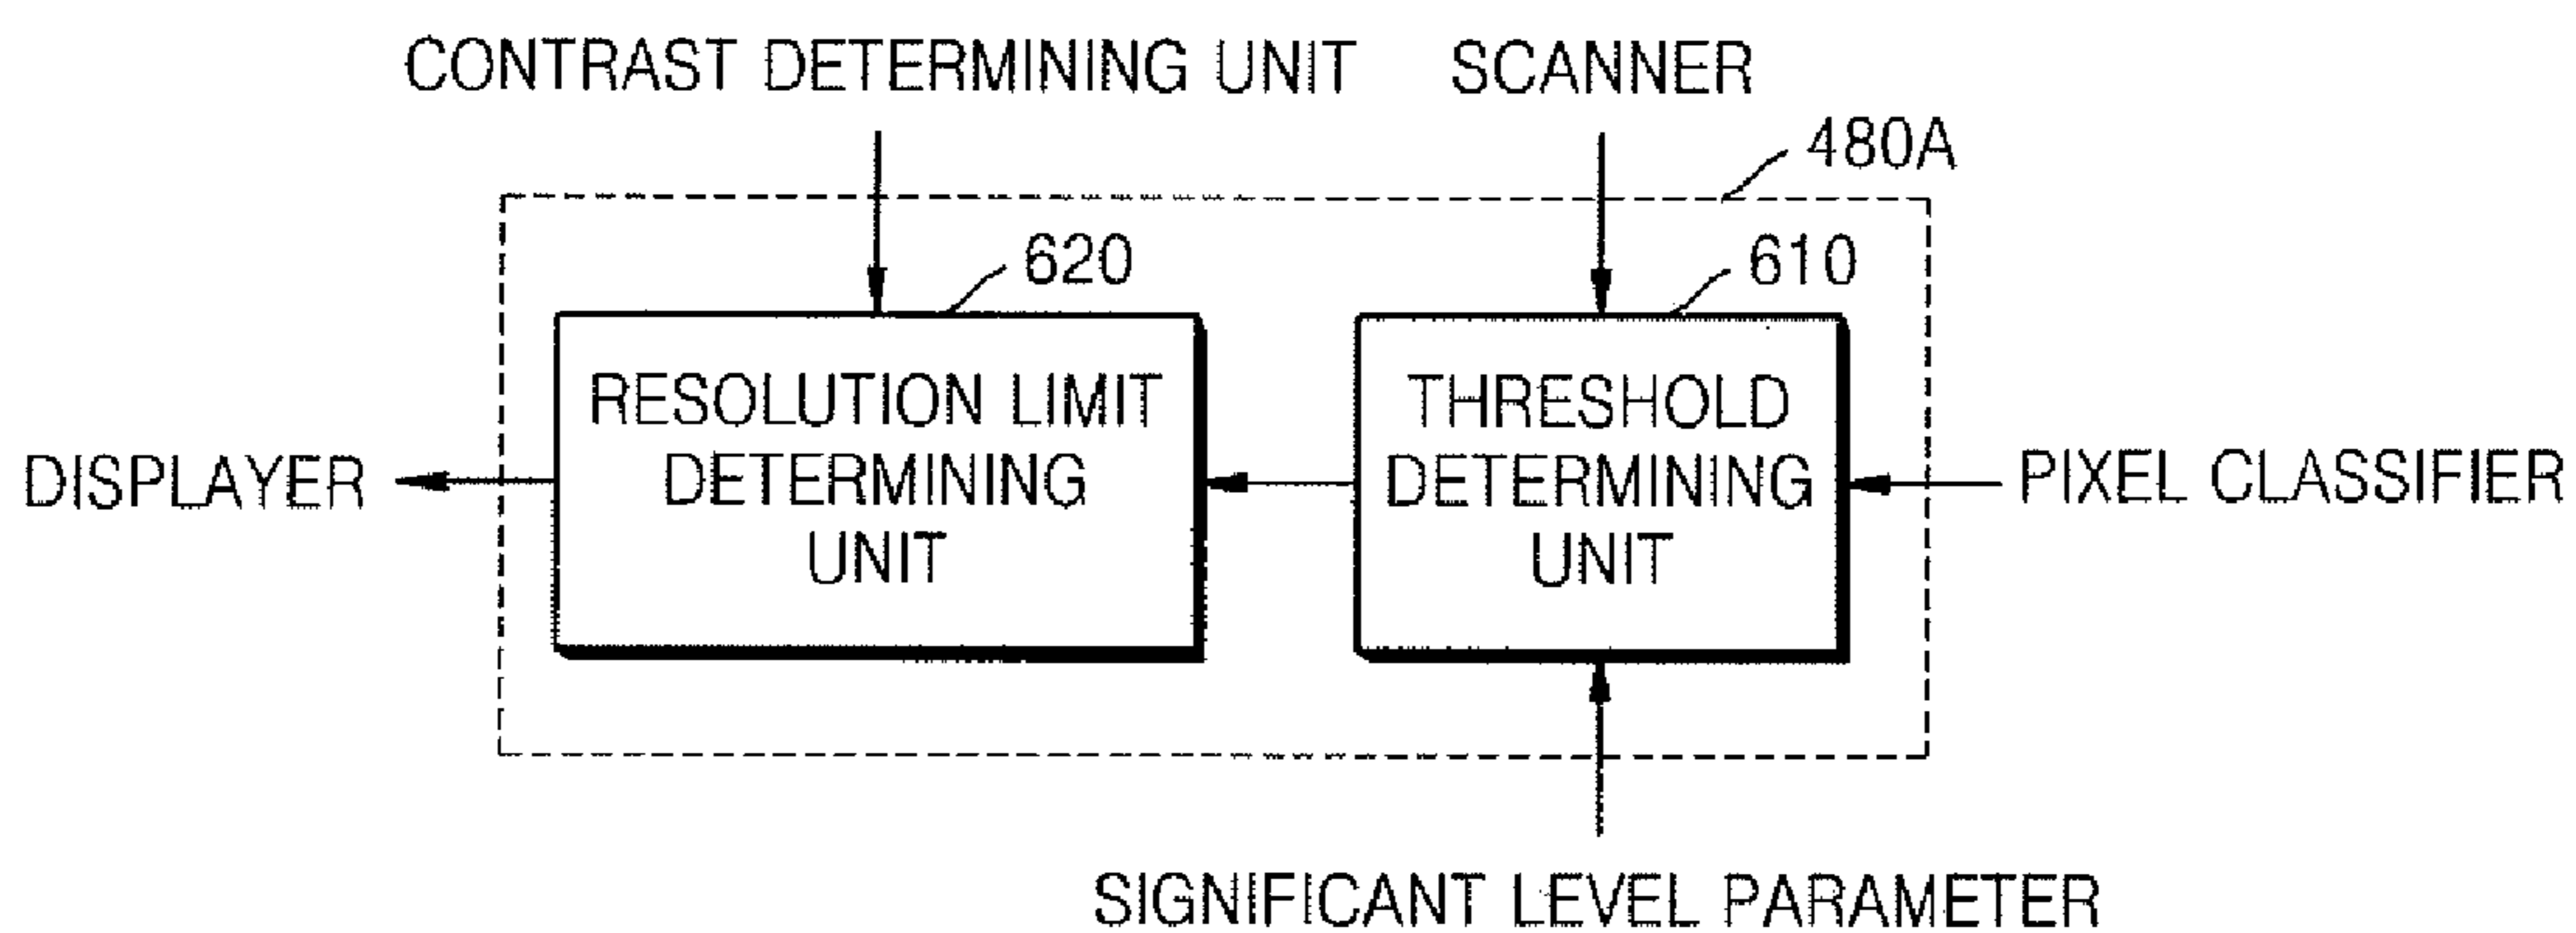 CONTRAST DETERMINING UNIT
SCANNER
480A
620
610
RESOLUTION LIMIT
DETERMINING
UNIT
THRESHOLD
DETERMINING
UNIT
DISPLAYER
PIXEL CLASSIFIER
SIGNIFICANT LEVEL PARAMETER